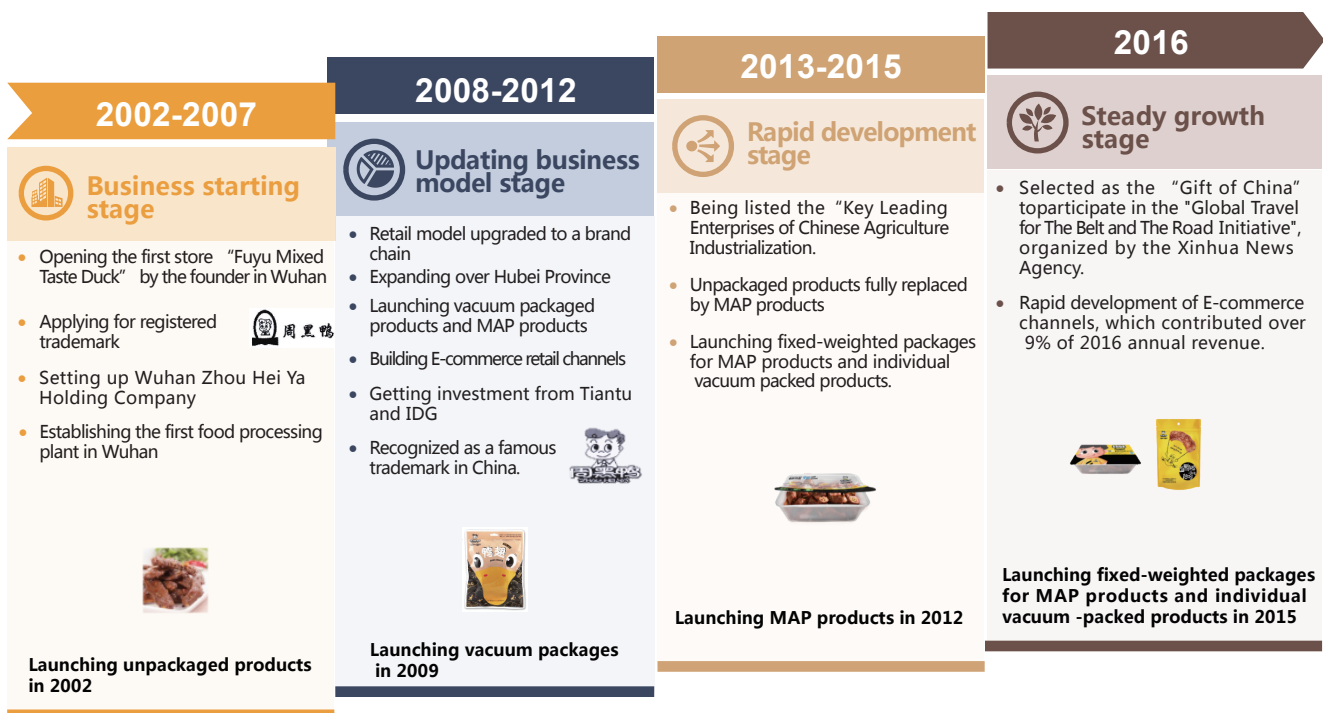 2002-2007
Business starting
stage
Opening the first store “Fuyu Mixed
Taste Duck” by the founder in Wuhan
Applying for registered
trademark
周黑鸭
Setting up Wuhan Zhou Hei Ya
Holding Company
Establishing the first food processing
plant in Wuhan
Launching unpackaged products
in 2002
2008-2012
Updating business
model stage
Retail model upgraded to a brand
chain
Expanding over Hubei Province
Launching vacuum packaged
products and MAP products
Building E-commerce retail channels
Getting investment from Tiantu
and IDG
Recognized as a famous
trademark in China.
周黑鸭
Launching vacuum packages
in 2009
2013-2015
Rapid development
stage
Being listed the “Key Leading
Enterprises of Chinese Agriculture
Industrialization.
Unpackaged products fully replaced
by MAP products
Launching fixed-weighted packages
for MAP products and individual
vacuum packed products.
Launching MAP products in 2012
2016
Steady growth
stage
Selected as the “Gift of China”
toparticipate in the "Global Travel
for The Belt and The Road Initiative",
organized by the Xinhua News
Agency.
Rapid development of E-commerce
channels, which contributed over
9% of 2016 annual revenue.
Launching fixed-weighted packages
for MAP products and individual
vacuum -packed products in 2015